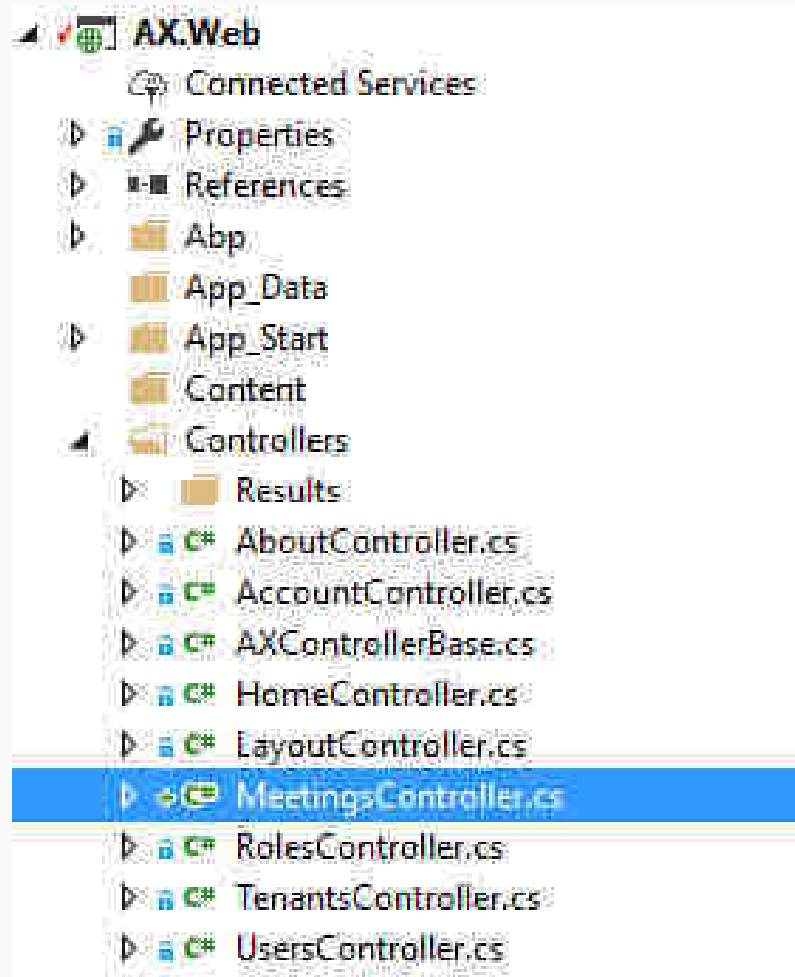 AX.Web
Connected Services
Properties
References
Abp
App_Data
App_Start
Content
Controllers
Results
C# AboutController.cs
C# AccountController.cs
C# AXControllerBase.cs
C# HomeController.cs
C# LayoutController.cs
C# MeetingsController.cs
C# RolesController.cs
C# TenantsController.cs
C# UsersController.cs